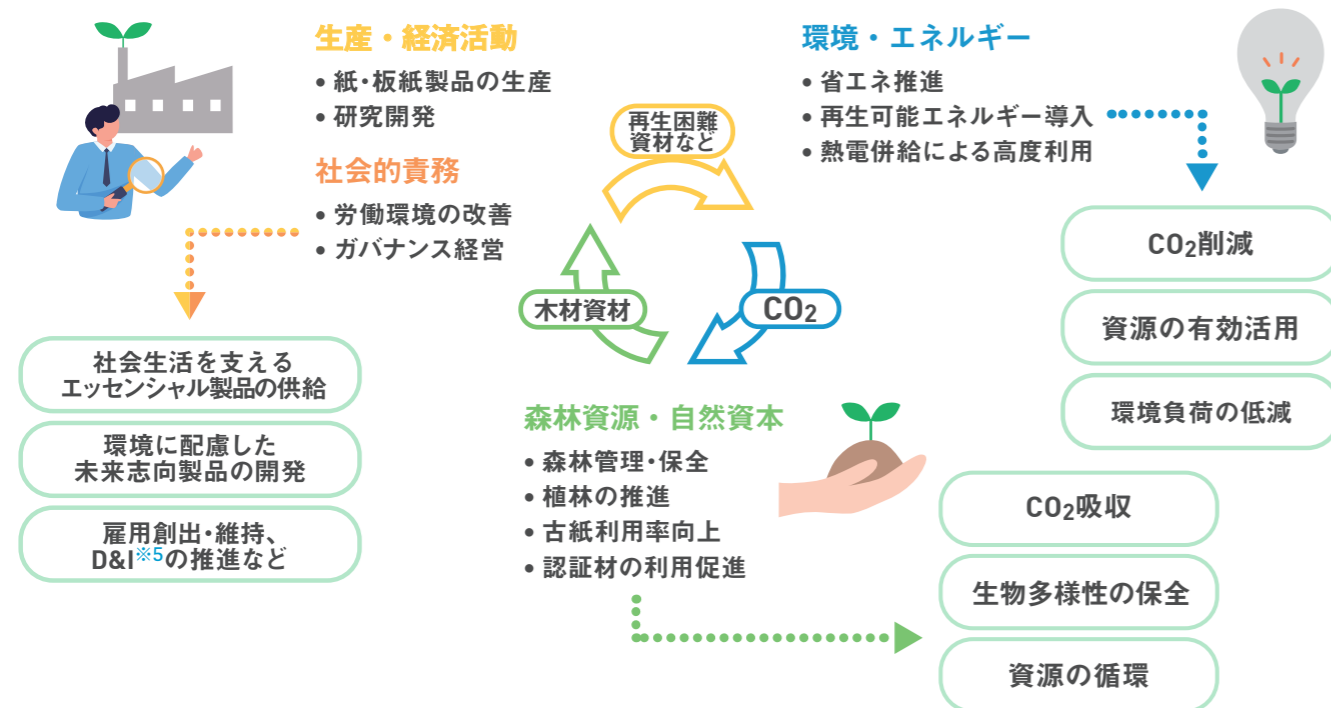 生産・経済活動
• 紙・板紙製品の生産
• 研究開発
社会的責務
• 労働環境の改善
• ガバナンス経営
社会生活を支える
エッセンシャル製品の供給
環境に配慮した
未来志向製品の開発
雇用創出・維持、
D&I※5の推進など
再生困難
資材など
木材資材
CO2
環境・エネルギー
• 省エネ推進
• 再生可能エネルギー導入
• 熱電併給による高度利用
CO2削減
資源の有効活用
環境負荷の低減
森林資源・自然資本
• 森林管理・保全
• 植林の推進
• 古紙利用率向上
• 認証材の利用促進
CO2吸収
生物多様性の保全
資源の循環